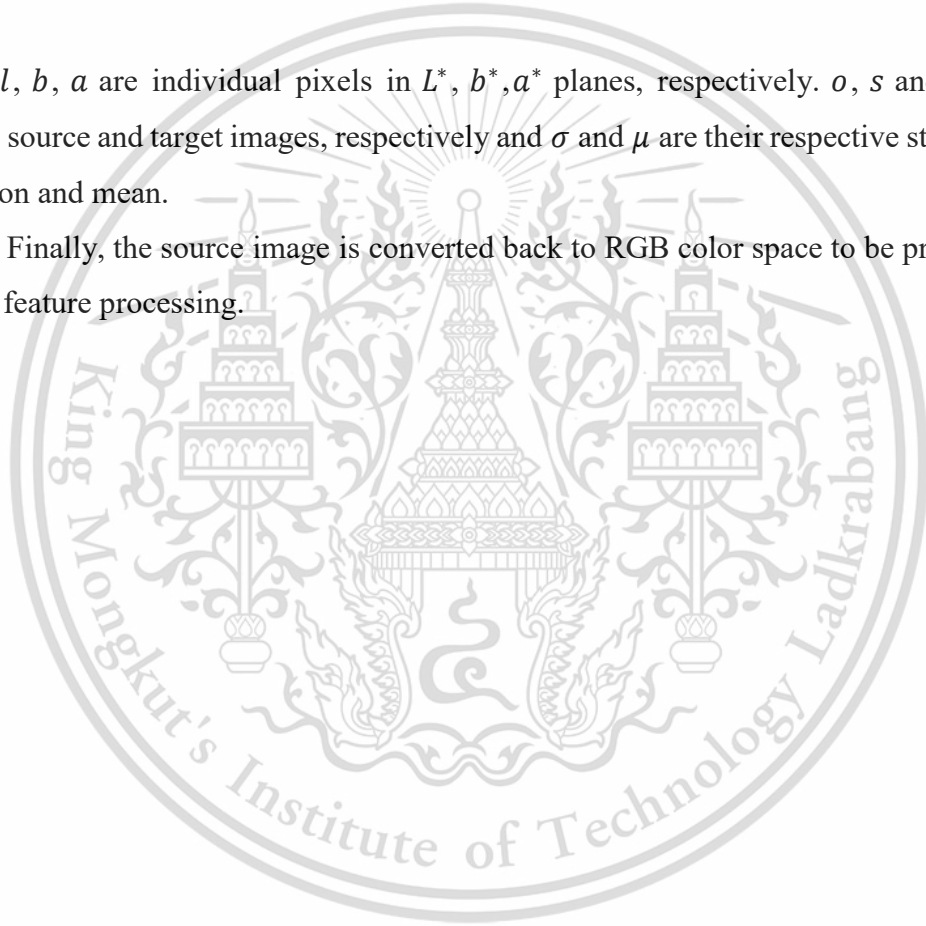 l, b, a are individual pixels in L*, b*,a* planes, respectively. o, s and
source and target images, respectively and σ and μ are their respective st
on and mean.
Finally, the source image is converted back to RGB color space to be pr
feature processing.
King Mongkut's Institute of Technology Ladkrabang